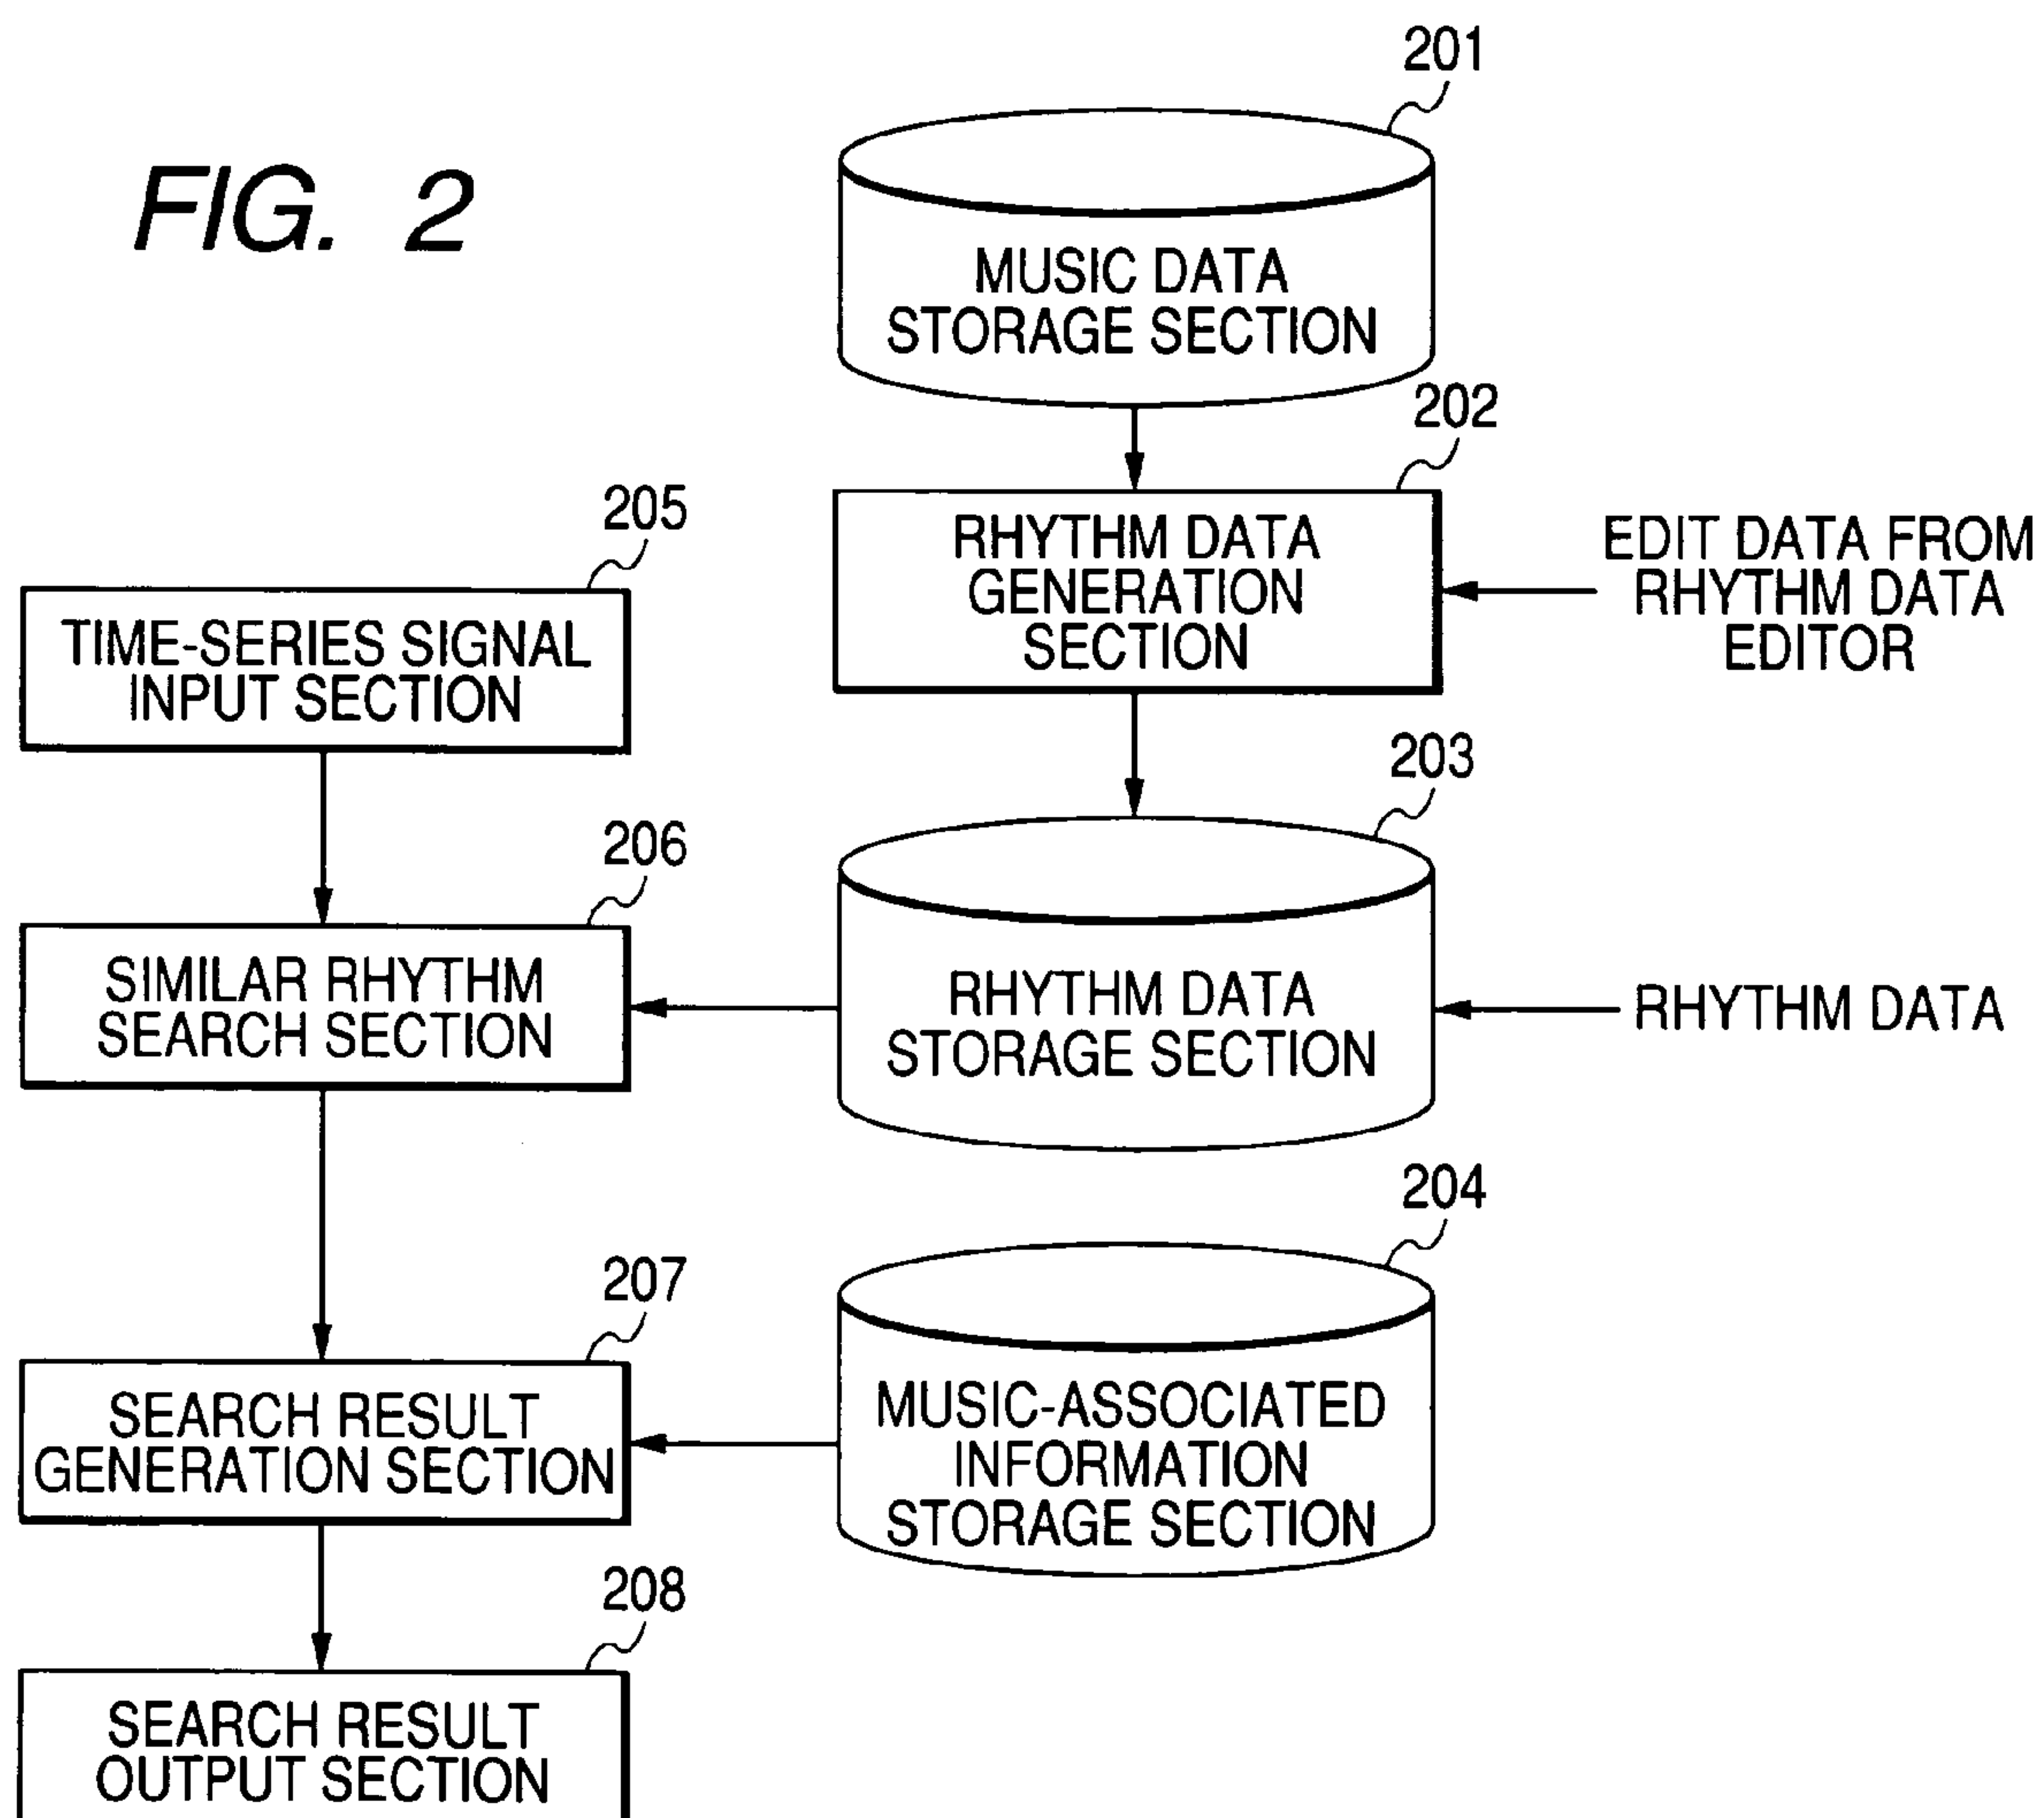 FIG. 2
201
MUSIC DATA
STORAGE SECTION
202
RHYTHM DATA
GENERATION
SECTION
EDIT DATA FROM
RHYTHM DATA
EDITOR
205
TIME-SERIES SIGNAL
INPUT SECTION
203
RHYTHM DATA
STORAGE SECTION
RHYTHM DATA
206
SIMILAR RHYTHM
SEARCH SECTION
204
MUSIC-ASSOCIATED
INFORMATION
STORAGE SECTION
207
SEARCH RESULT
GENERATION SECTION
208
SEARCH RESULT
OUTPUT SECTION